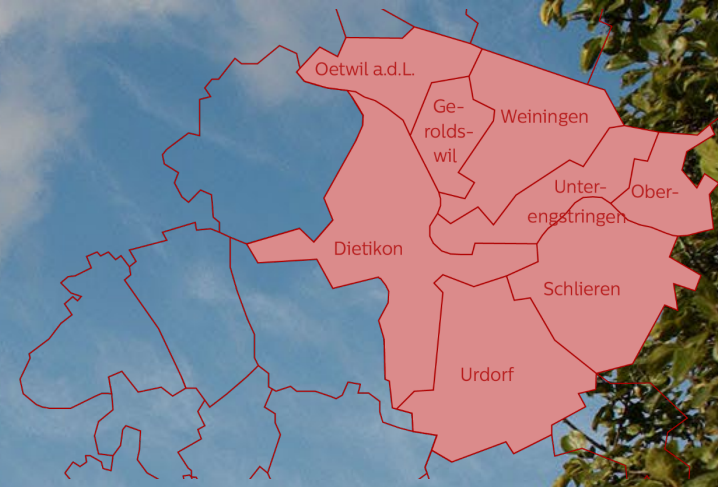 Oetwil a.d.L.
Ge-
rolds-
wil
Weiningen
Unter-
engstringen
Ober-
Dietikon
Schlieren
Urdorf